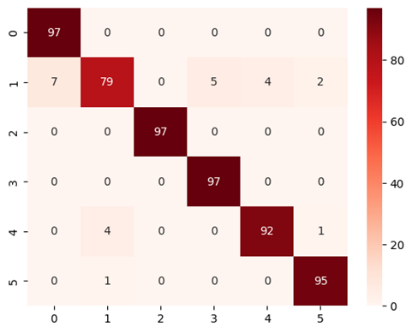 0 97 0 0 0 0 0
1 7 79 0 5 4 2
2 0 0 97 0 0 0
3 0 0 0 97 0 0
4 0 4 0 0 92 1
5 0 1 0 0 0 95
0 1 2 3 4 5
80
60
40
20
0